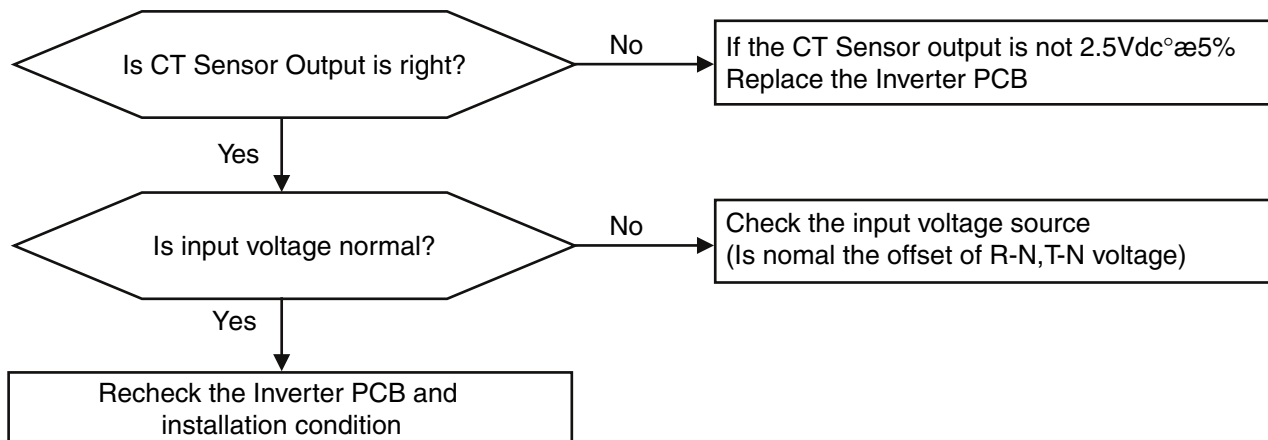 Is CT Sensor Output is right?
No
If the CT Sensor output is not 2.5Vdc°æ5%
Replace the Inverter PCB
Yes
Is input voltage normal?
No
Check the input voltage source
(Is nomal the offset of R-N,T-N voltage)
Yes
Recheck the Inverter PCB and
installation condition